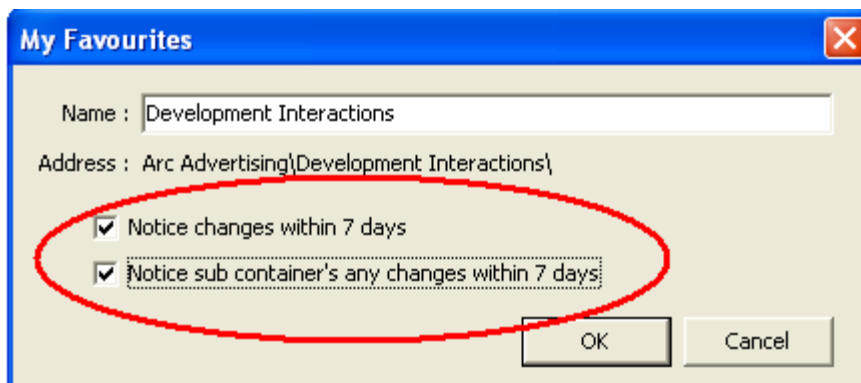 My Favourites
Name : Development Interactions
Address : Arc Advertising\Development Interactions\
Notice changes within 7 days
Notice sub container's any changes within 7 days
OK Cancel